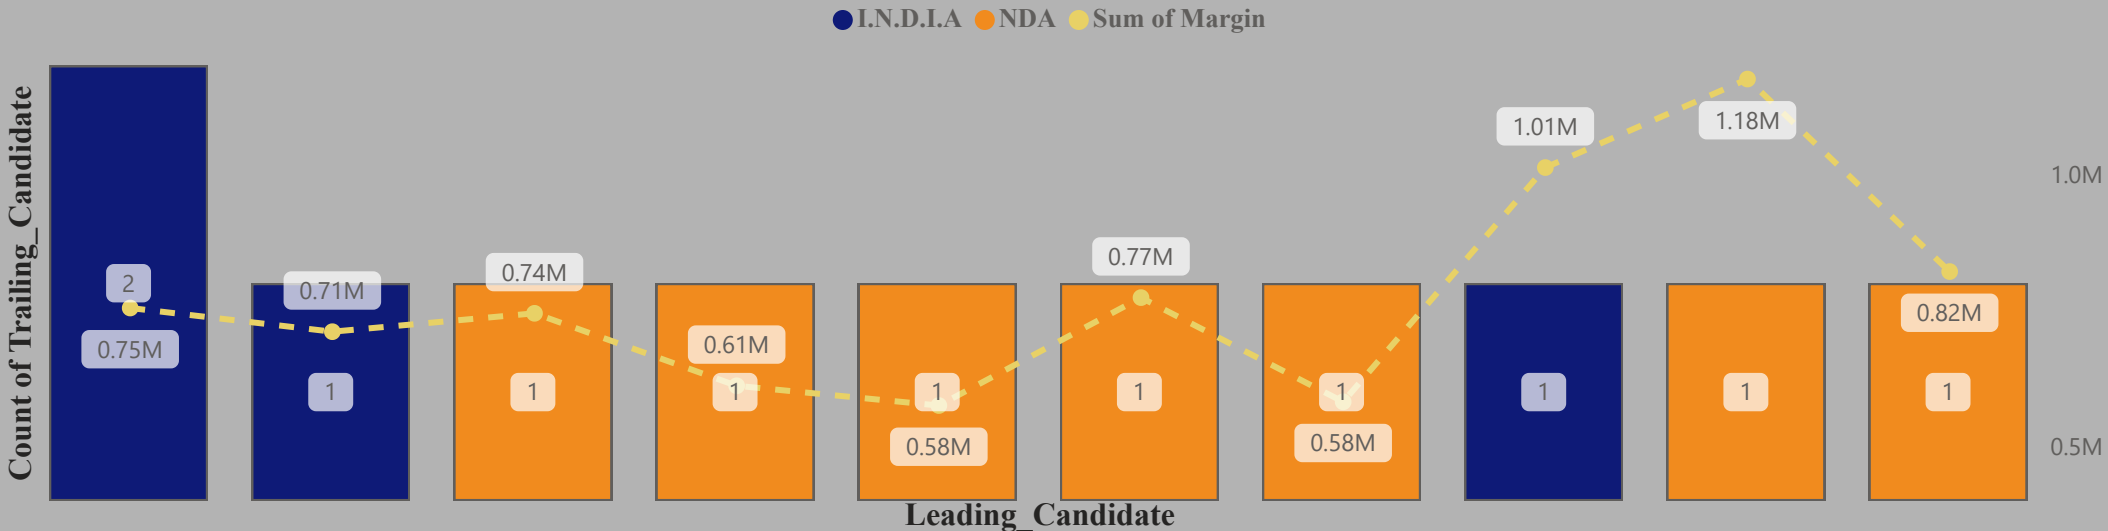 I.N.D.I.A NDA Sum of Margin
Count of Trailing_Candidate
2
0.75M
0.71M
1
0.74M
1
0.61M
1
1
0.58M
0.77M
1
1
0.58M
1.01M
1
1.18M
1
0.82M
1
1.0M
0.5M
Leading_Candidate